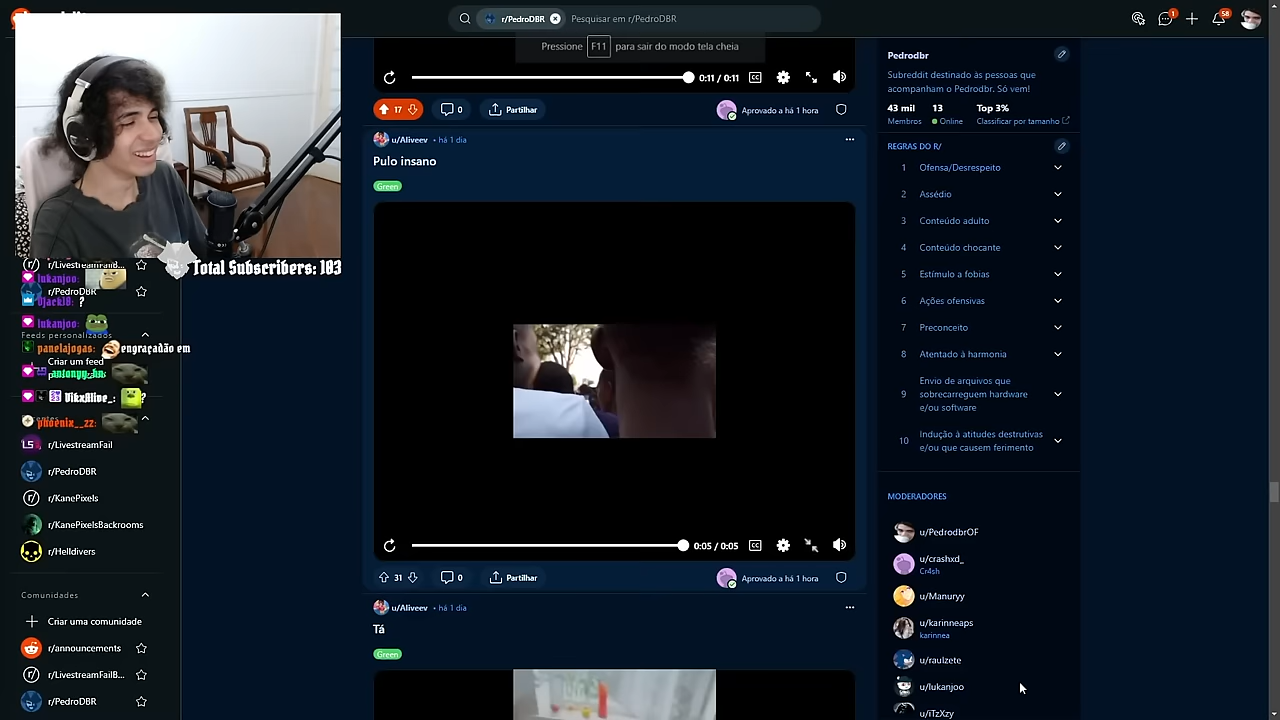 r/PedroDBR
Pesquisar em r/PedroDBR
1
58
Pressione F11 para sair do modo tela cheia
0:11 / 0:11
17
0
Partilhar
Aprovado a há 1 hora
u/Aliveev • há 1 dia
Pulo insano
Green
0:05 / 0:05
31
0
Partilhar
Aprovado a há 1 hora
u/Aliveev • há 1 dia
Tá
Green
Total Subscribers: 103
r/LivestreamFailB...
lukanjoo:
r/PedroDBR
?
lukanjoo:
Feeds personalizados
panelajogas: engraçadão em
Criar um feed
VihxAlive_: ?
phoenix__zz:
r/LivestreamFail
r/PedroDBR
r/KanePixels
r/KanePixelsBackrooms
r/Helldivers
Comunidades
Criar uma comunidade
r/announcements
r/LivestreamFailB...
r/PedroDBR
Pedrodbr
Subreddit destinado às pessoas que
acompanham o Pedrodbr. Só vem!
43 mil 13 Top 3%
Membros Online Classificar por tamanho
REGRAS DO R/
1 Ofensa/Desrespeito
2 Assédio
3 Conteúdo adulto
4 Conteúdo chocante
5 Estímulo a fobias
6 Ações ofensivas
7 Preconceito
8 Atentado á harmonia
9 Envio de arquivos que
sobrecarreguem hardware
e/ou software
10 Indução á atitudes destrutivas
e/ou que causem ferimento
MODERADORES
u/PedrodbrOF
u/crashxd_
Cr4sh
u/Manuryy
u/karinneaps
karinnea
u/raulzete
u/lukanjoo
u/iTzXzy